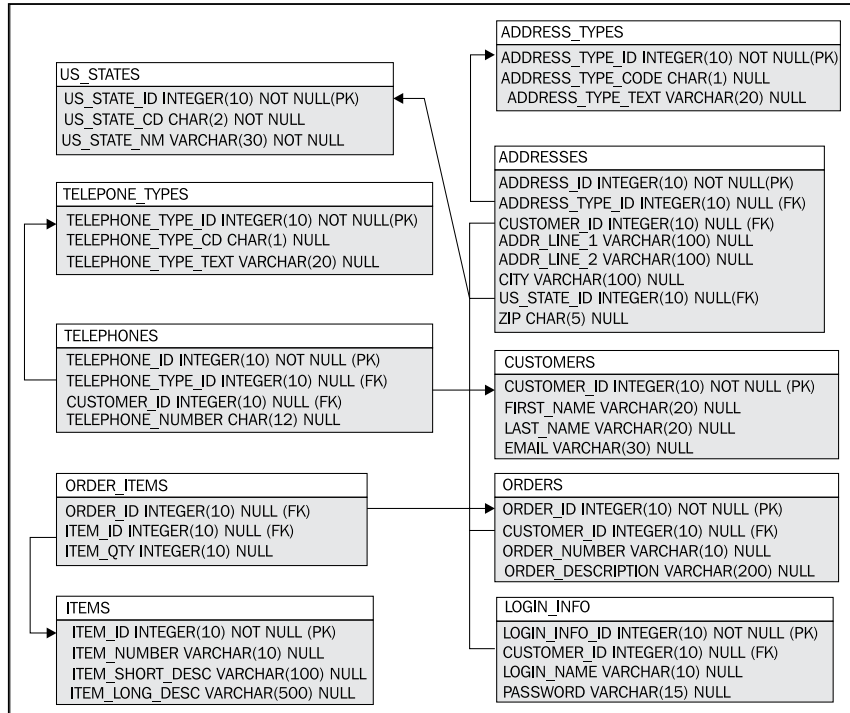 US_STATES
US_STATE_ID INTEGER(10) NOT NULL(PK)
US_STATE_CD CHAR(2) NOT NULL
US_STATE_NM VARCHAR(30) NOT NULL
TELEPONE_TYPES
TELEPHONE_TYPE_ID INTEGER(10) NOT NULL(PK)
TELEPHONE_TYPE_CD CHAR(1) NULL
TELEPHONE_TYPE_TEXT VARCHAR(20) NULL
TELEPHONES
TELEPHONE_ID INTEGER(10) NOT NULL (PK)
TELEPHONE_TYPE_ID INTEGER(10) NULL (FK)
CUSTOMER_ID INTEGER(10) NULL (FK)
TELEPHONE_NUMBER CHAR(12) NULL
ORDER_ITEMS
ORDER_ID INTEGER(10) NULL (FK)
ITEM_ID INTEGER(10) NULL (FK)
ITEM_QTY INTEGER(10) NULL
ITEMS
ITEM_ID INTEGER(10) NOT NULL (PK)
ITEM_NUMBER VARCHAR(10) NULL
ITEM_SHORT_DESC VARCHAR(100) NULL
ITEM_LONG_DESC VARCHAR(500) NULL
ADDRESS_TYPES
ADDRESS_TYPE_ID INTEGER(10) NOT NULL(PK)
ADDRESS_TYPE_CODE CHAR(1) NULL
ADDRESS_TYPE_TEXT VARCHAR(20) NULL
ADDRESSES
ADDRESS_ID INTEGER(10) NOT NULL(PK)
ADDRESS_TYPE_ID INTEGER(10) NULL (FK)
CUSTOMER_ID INTEGER(10) NULL (FK)
ADDR_LINE_1 VARCHAR(100) NULL
ADDR_LINE_2 VARCHAR(100) NULL
CITY VARCHAR(100) NULL
US_STATE_ID INTEGER(10) NULL(FK)
ZIP CHAR(5) NULL
CUSTOMERS
CUSTOMER_ID INTEGER(10) NOT NULL (PK)
FIRST_NAME VARCHAR(20) NULL
LAST_NAME VARCHAR(20) NULL
EMAIL VARCHAR(30) NULL
ORDERS
ORDER_ID INTEGER(10) NOT NULL (PK)
CUSTOMER_ID INTEGER(10) NULL (FK)
ORDER_NUMBER VARCHAR(10) NULL
ORDER_DESCRIPTION VARCHAR(200) NULL
LOGIN_INFO
LOGIN_INFO_ID INTEGER(10) NOT NULL (PK)
CUSTOMER_ID INTEGER(10) NULL (FK)
LOGIN_NAME VARCHAR(10) NULL
PASSWORD VARCHAR(15) NULL